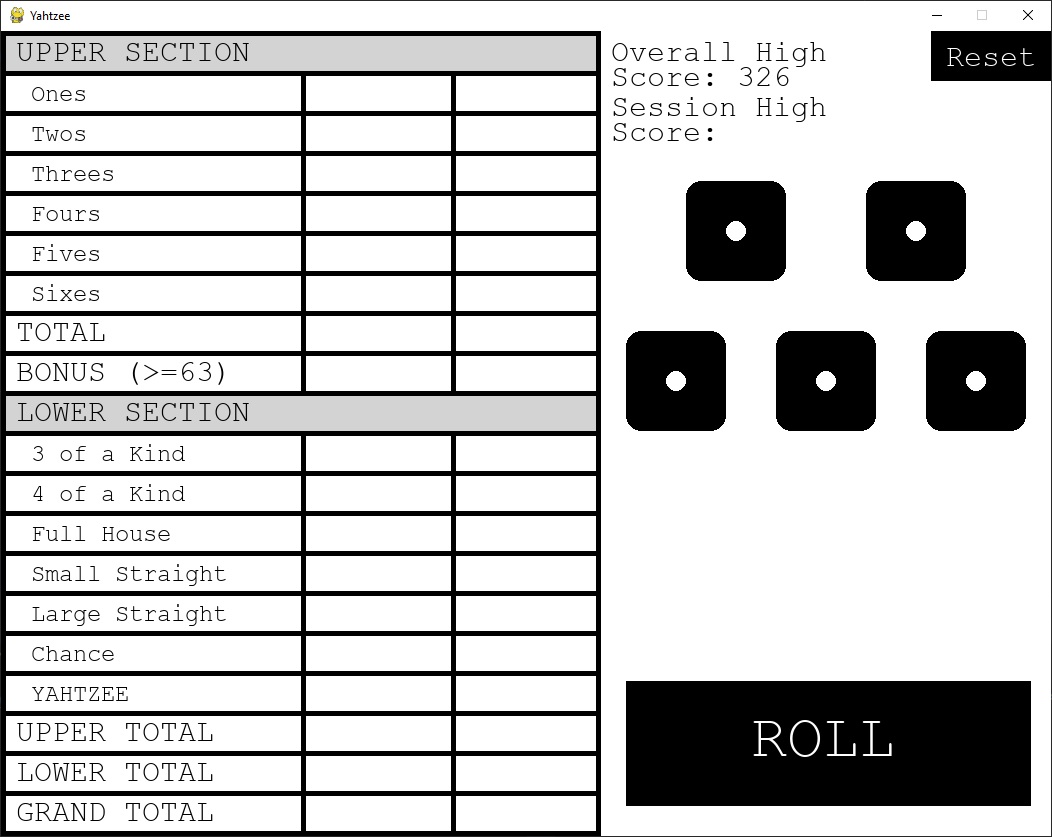 Yahtzee
UPPER SECTION
Ones
Twos
Threes
Fours
Fives
Sixes
TOTAL
BONUS (>=63)
LOWER SECTION
3 of a Kind
4 of a Kind
Full House
Small Straight
Large Straight
Chance
YAHTZEE
UPPER TOTAL
LOWER TOTAL
GRAND TOTAL
Overall High
Score: 326
Session High
Score:
Reset
ROLL